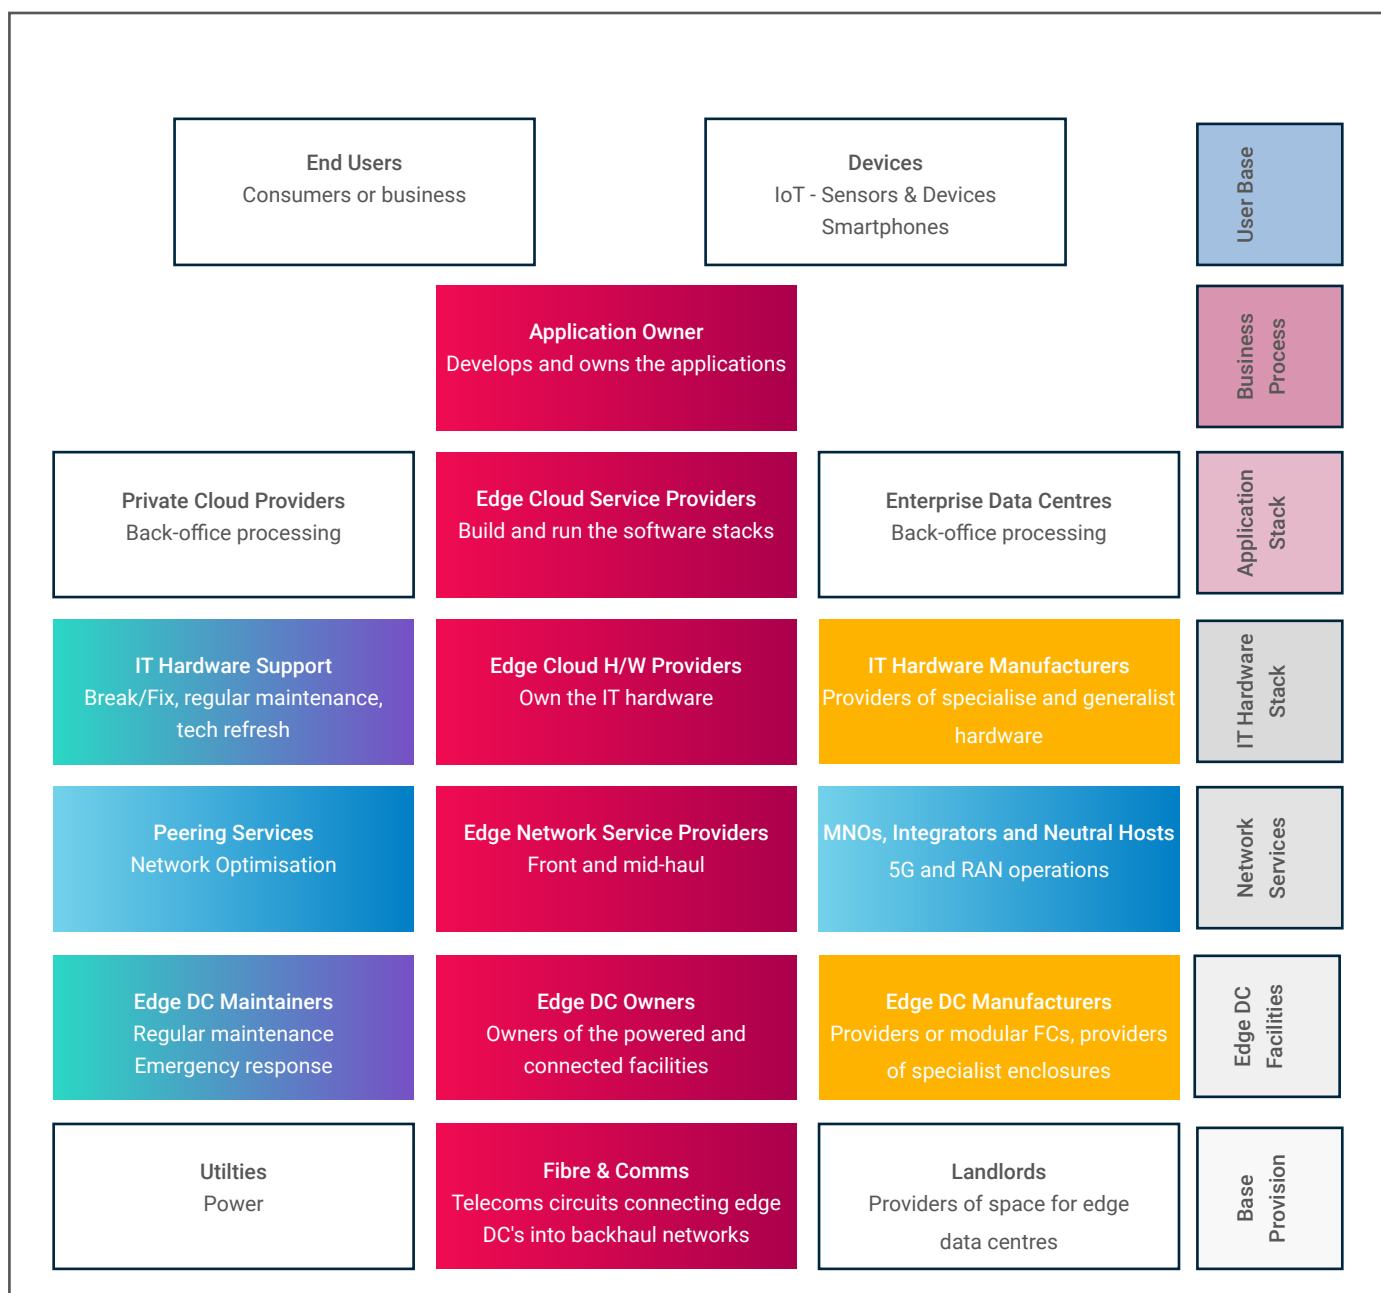 End Users
Consumers or business
Devices
IoT - Sensors & Devices
Smartphones
User Base
Application Owner
Develops and owns the applications
Business
Process
Private Cloud Providers
Back-office processing
Edge Cloud Service Providers
Build and run the software stacks
Enterprise Data Centres
Back-office processing
Application
Stack
IT Hardware Support
Break/Fix, regular maintenance,
tech refresh
Edge Cloud H/W Providers
Own the IT hardware
IT Hardware Manufacturers
Providers of specialise and generalist
hardware
IT Hardware
Stack
Peering Services
Network Optimisation
Edge Network Service Providers
Front and mid-haul
MNOs, Integrators and Neutral Hosts
5G and RAN operations
Network
Services
Edge DC Maintainers
Regular maintenance
Emergency response
Edge DC Owners
Owners of the powered and
connected facilities
Edge DC Manufacturers
Providers or modular FCs, providers
of specialist enclosures
Edge DC
Facilities
Utilties
Power
Fibre & Comms
Telecoms circuits connecting edge
DC's into backhaul networks
Landlords
Providers of space for edge
data centres
Base
Provision